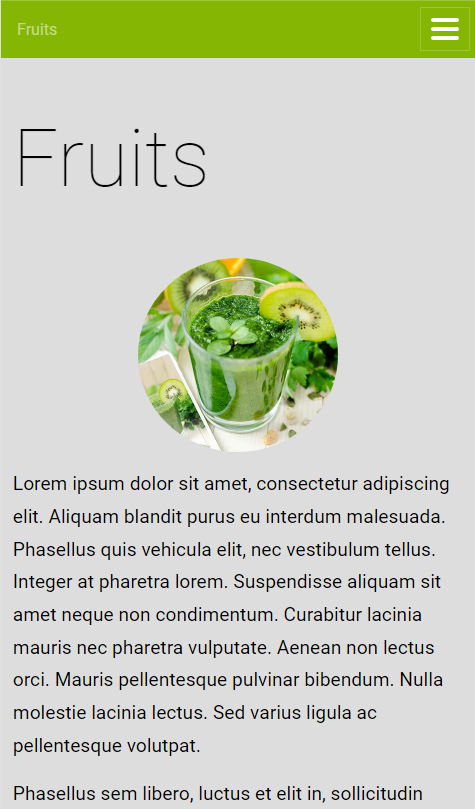 Fruits
Fruits
Lorem ipsum dolor sit amet, consectetur adipiscing
elit. Aliquam blandit purus eu interdum malesuada.
Phasellus quis vehicula elit, nec vestibulum tellus.
Integer at pharetra lorem. Suspendisse aliquam sit
amet neque non condimentum. Curabitur lacinia
mauris nec pharetra vulputate. Aenean non lectus
orci. Mauris pellentesque pulvinar bibendum. Nulla
molestie lacinia lectus. Sed varius ligula ac
pellentesque volutpat.
Phasellus sem libero, luctus et elit in, sollicitudin